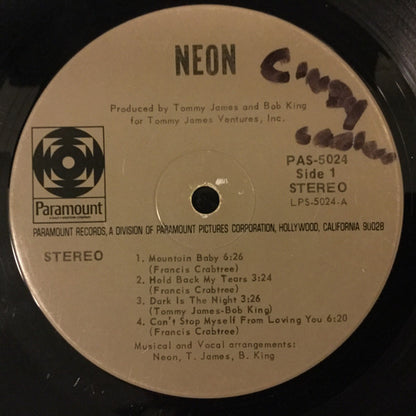 NEON
Cindy
Produced by Tommy James and Bob King
for Tommy James Ventures, Inc.
PAS-5024
Side 1
STEREO
LPS-5024-A
Paramount
PARAMOUNT RECORDS, A DIVISION OF PARAMOUNT PICTURES CORPORATION, HOLLYWOOD, CALIFORNIA 90028
STEREO
1. Mountain Baby 6:26
(Francis Crabtree)
2. Hold Back My Tears 3:24
(Francis Crabtree)
3. Dark Is The Night 3:26
(Tommy James-Bob King)
4. Can't Stop Myself From Loving You 6:20
(Francis Crabtree)
Musical and Vocal arrangements:
Neon, T. James, B. King